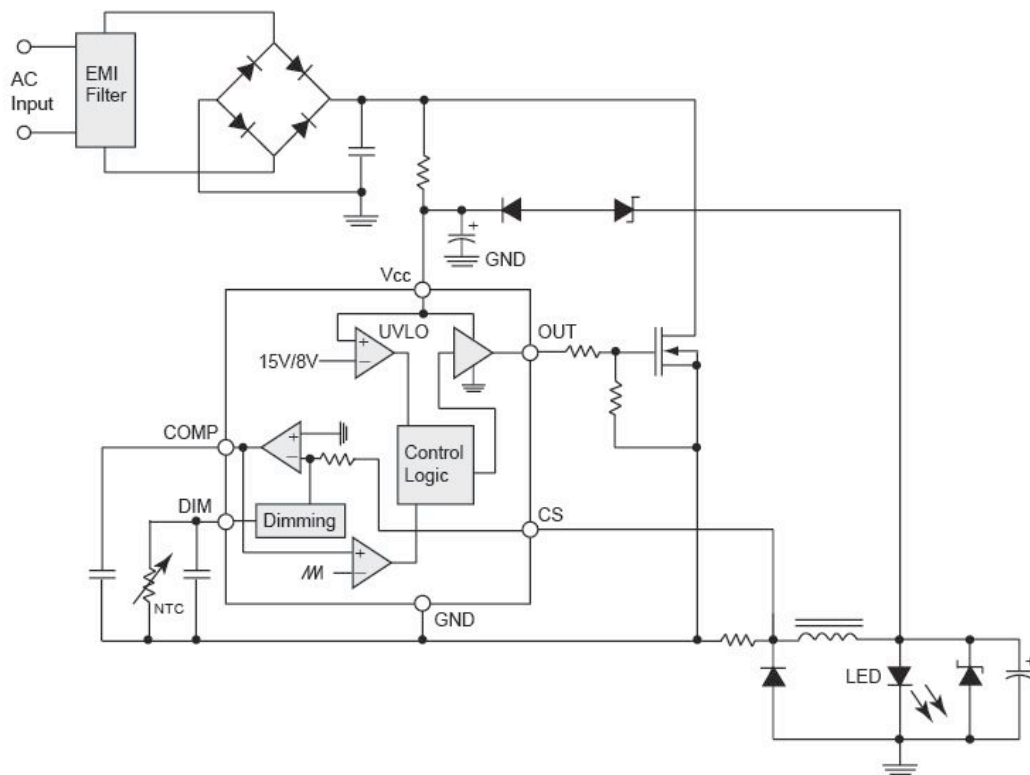 AC
Input
EMI
Filter
GND
Vcc
UVLO
OUT
15V/8V
COMP
Control
Logic
DIM
Dimming
CS
NTC
GND
LED